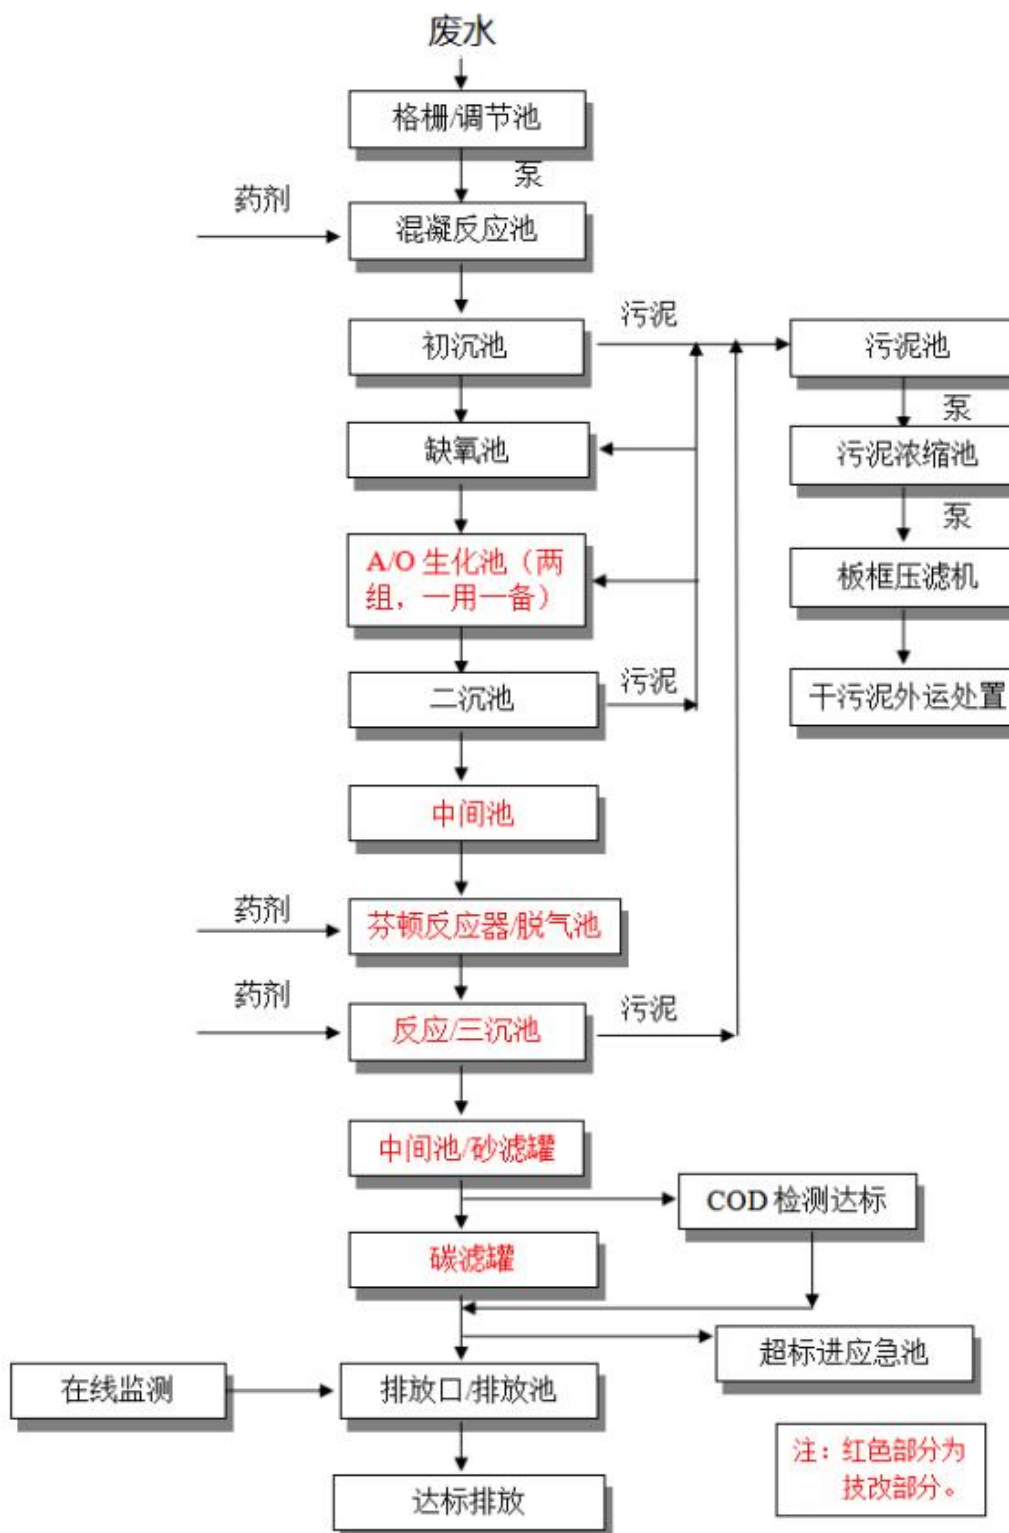 废水
格栅/调节池
泵
药剂
混凝反应池
初沉池
污泥
污泥池
泵
缺氧池
污泥浓缩池
泵
A/O 生化池（两
组，一用一备）
板框压滤机
二沉池
污泥
干污泥外运处置
中间池
药剂
芬顿反应器/脱气池
药剂
反应/三沉池
污泥
中间池/砂滤罐
COD 检测达标
碳滤罐
超标进应急池
在线监测
排放口/排放池
注：红色部分为
技改部分。
达标排放